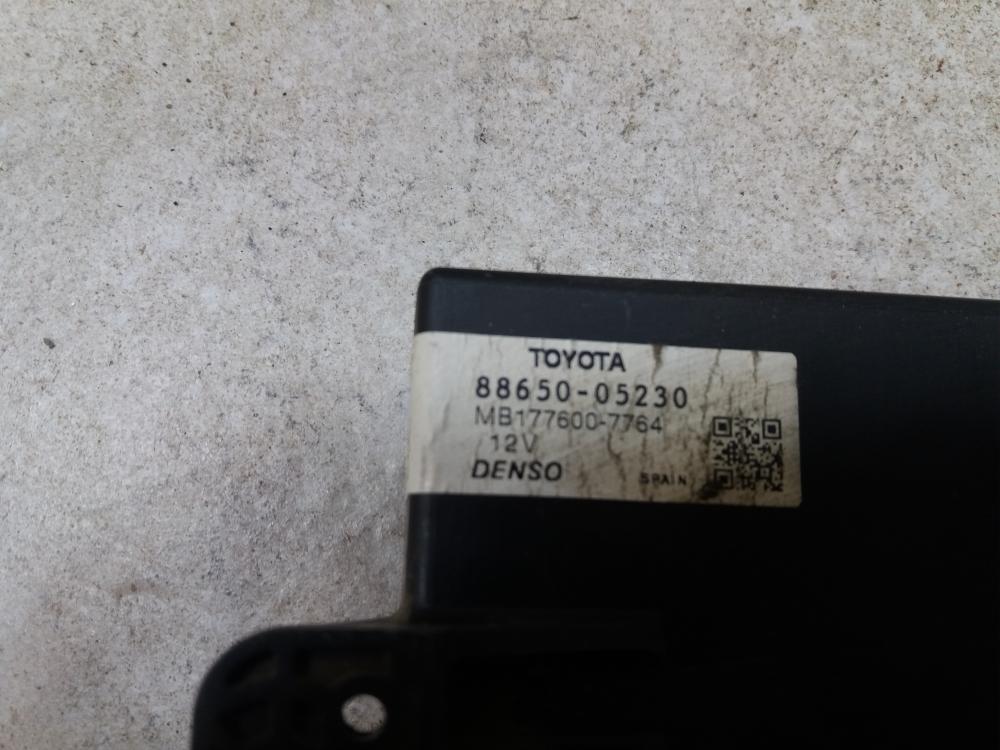 TOYOTA
88650-05230
MB177600-7764
12V
DENSO
SPAIN